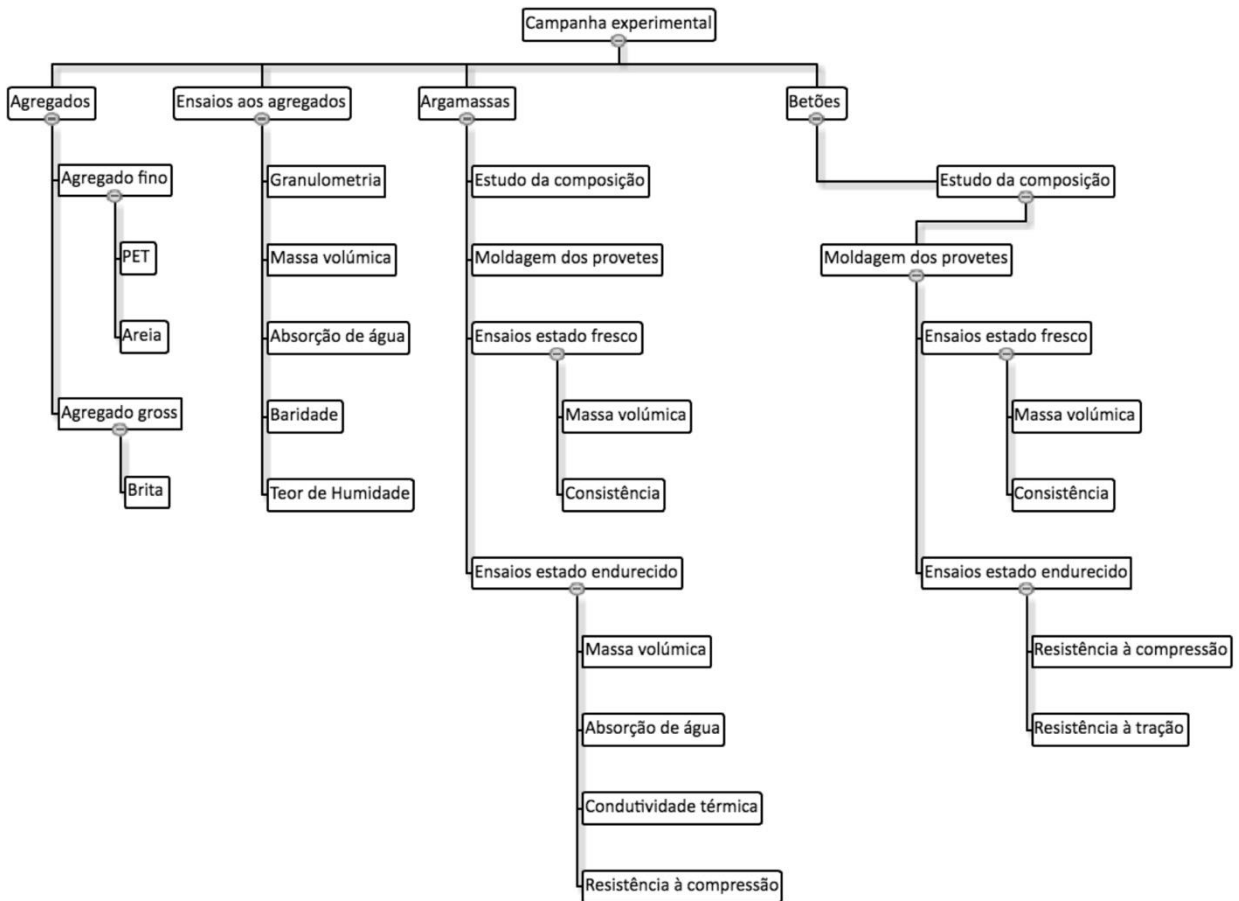 Campanha experimental
Agregados
Ensaios aos agregados
Argamassas
Betões
Agregado fino
PET
Areia
Agregado gross
Brita
Granulometria
Massa volúmica
Absorção de água
Baridade
Teor de Humidade
Estudo da composição
Moldagem dos provetes
Ensaios estado fresco
Massa volúmica
Consistência
Ensaios estado endurecido
Massa volúmica
Absorção de água
Condutividade térmica
Resistência à compressão
Estudo da composição
Moldagem dos provetes
Ensaios estado fresco
Massa volúmica
Consistência
Ensaios estado endurecido
Resistência à compressão
Resistência à tração